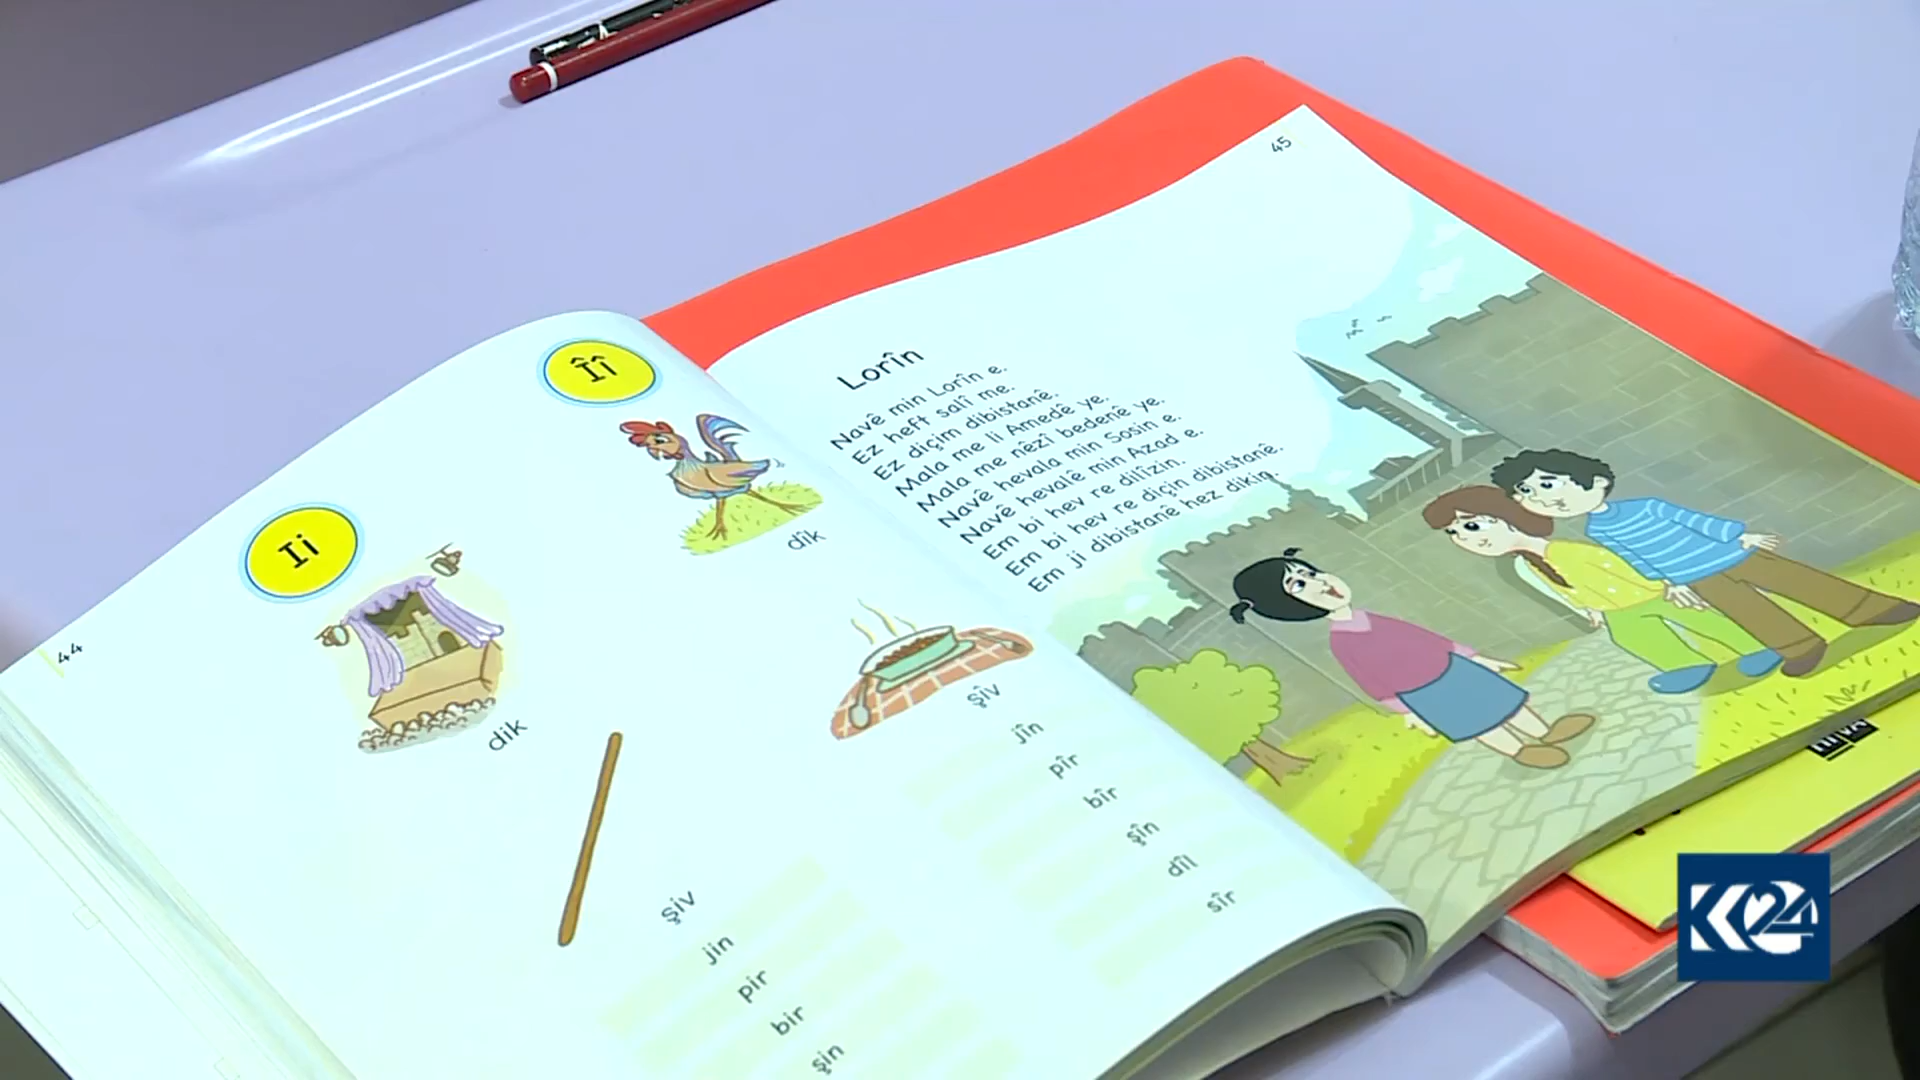 44
Ii
dik
şiv
jin
pir
bir
şin
Îî
dîk
şîv
jîn
pîr
bîr
şîn
dîl
sîr
45
Lorîn
Navê min Lorîn e.
Ez heft salî me.
Ez diçim dibistanê.
Mala me li Amedê ye.
Mala me nêzî bedenê ye.
Navê hevala min Sosin e.
Navê hevalê min Azad e.
Em bi hev re dilîzin.
Em bi hev re diçin dibistanê.
Em ji dibistanê hez dikin.
K24